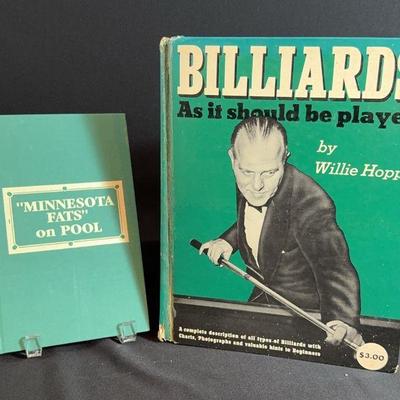 "MINNESOTA
FATS"
on POOL
BILLIARDS
As it should be playe
by
Willie Hopp
A complete description of all types of Billiards with
Charts, Photographs and valuable hints to Beginners
$3.00